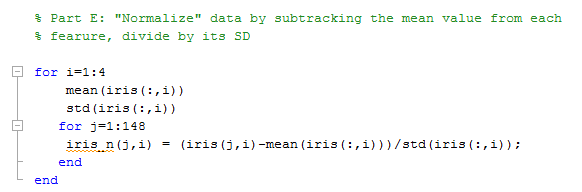 % Part E: "Normalize" data by subtracting the mean value from each
% fearure, divide by its SD
for i=1:4
mean(iris(:,i))
std(iris(:,i))
for j=1:148
iris_n(j,i) = (iris(j,i)-mean(iris(:,i)))/std(iris(:,i));
end
end